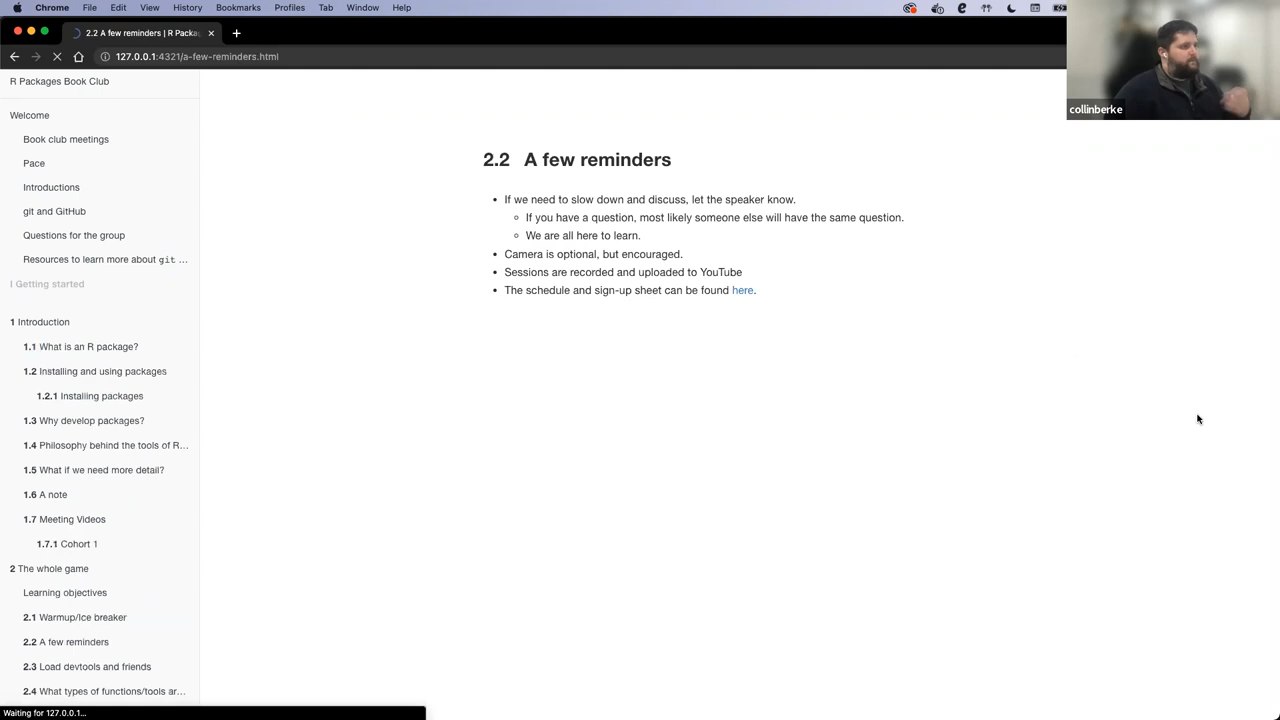 Chrome File Edit View History Bookmarks Profiles Tab Window Help
2.2 A few reminders | R Packa
127.0.0.1:4321/a-few-reminders.html
collinberke
R Packages Book Club
Welcome
Book club meetings
Pace
Introductions
git and GitHub
Questions for the group
Resources to learn more about git ...
I Getting started
1 Introduction
1.1 What is an R package?
1.2 Installing and using packages
1.2.1 Installing packages
1.3 Why develop packages?
1.4 Philosophy behind the tools of R...
1.5 What if we need more detail?
1.6 A note
1.7 Meeting Videos
1.7.1 Cohort 1
2 The whole game
Learning objectives
2.1 Warmup/Ice breaker
2.2 A few reminders
2.3 Load devtools and friends
2.4 What types of functions/tools ar...
Waiting for 127.0.0.1...
2.2 A few reminders
If we need to slow down and discuss, let the speaker know.
If you have a question, most likely someone else will have the same question.
We are all here to learn.
Camera is optional, but encouraged.
Sessions are recorded and uploaded to YouTube
The schedule and sign-up sheet can be found here.